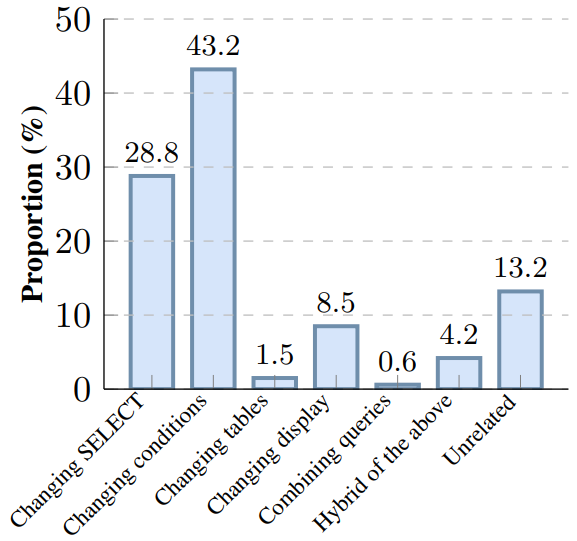 Proportion (%)
50
40
30
20
10
0
28.8
43.2
1.5
8.5
0.6
4.2
13.2
Changing SELECT
Changing conditions
Changing tables
Changing display
Combining queries
Hybrid of the above
Unrelated